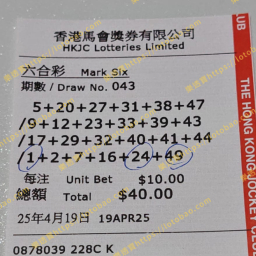 香港馬會獎券有限公司
HKJC Lotteries Limited
六合彩 Mark Six
期數 / Draw No. 043
5+20+27+31+38+47
/9+12+23+33+39+43
/17+29+32+40+41+44
/1+2+7+16+24+49
每注 Unit Bet $10.00
總額 Total $40.00
25年4月19日 19APR25
0878039 228C K
UB
THE HONG KONG JOCKEY CLUB